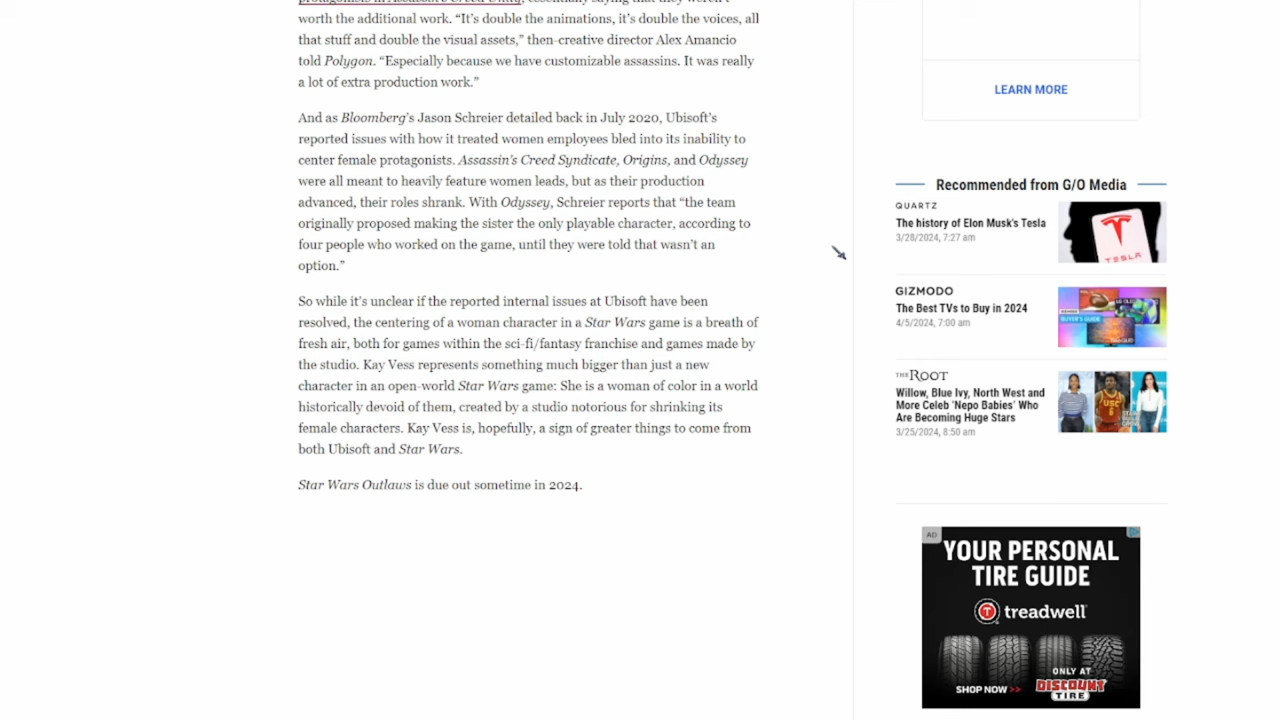 protagonists in Assassin's Creed Unity, essentially saying that they weren't
worth the additional work. “It’s double the animations, it’s double the voices, all
that stuff and double the visual assets,” then-creative director Alex Amancio
told Polygon. “Especially because we have customizable assassins. It was really
a lot of extra production work.”
And as Bloomberg’s Jason Schreier detailed back in July 2020, Ubisoft’s
reported issues with how it treated women employees bled into its inability to
center female protagonists. Assassin’s Creed Syndicate, Origins, and Odyssey
were all meant to heavily feature women leads, but as their production
advanced, their roles shrank. With Odyssey, Schreier reports that “the team
originally proposed making the sister the only playable character, according to
four people who worked on the game, until they were told that wasn’t an
option.”
So while it’s unclear if the reported internal issues at Ubisoft have been
resolved, the centering of a woman character in a Star Wars game is a breath of
fresh air, both for games within the sci-fi/fantasy franchise and games made by
the studio. Kay Vess represents something much bigger than just a new
character in an open-world Star Wars game: She is a woman of color in a world
historically devoid of them, created by a studio notorious for shrinking its
female characters. Kay Vess is, hopefully, a sign of greater things to come from
both Ubisoft and Star Wars.
Star Wars Outlaws is due out sometime in 2024.
LEARN MORE
Recommended from G/O Media
QUARTZ
The history of Elon Musk's Tesla
3/28/2024, 7:27 am
TESLA
GIZMODO
The Best TVs to Buy in 2024
4/5/2024, 7:00 am
BUYER'S GUIDE
THE ROOT
Willow, Blue Ivy, North West and
More Celeb ‘Nepo Babies’ Who
Are Becoming Huge Stars
3/25/2024, 8:50 am
USC
6
AD
YOUR PERSONAL
TIRE GUIDE
treadwell
ONLY AT
SHOP NOW >>
DISCOUNT
TIRE